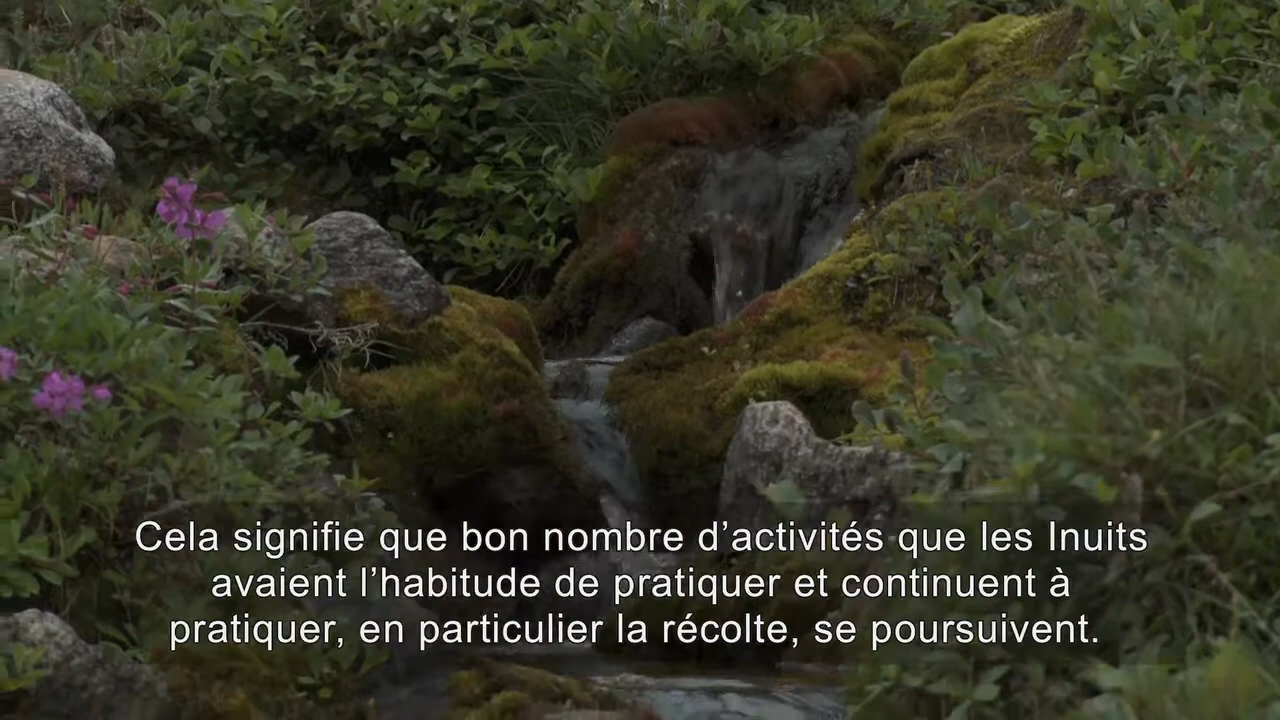 Cela signifie que bon nombre d’activités que les Inuits
avaient l’habitude de pratiquer et continuent à
pratiquer, en particulier la récolte, se poursuivent.